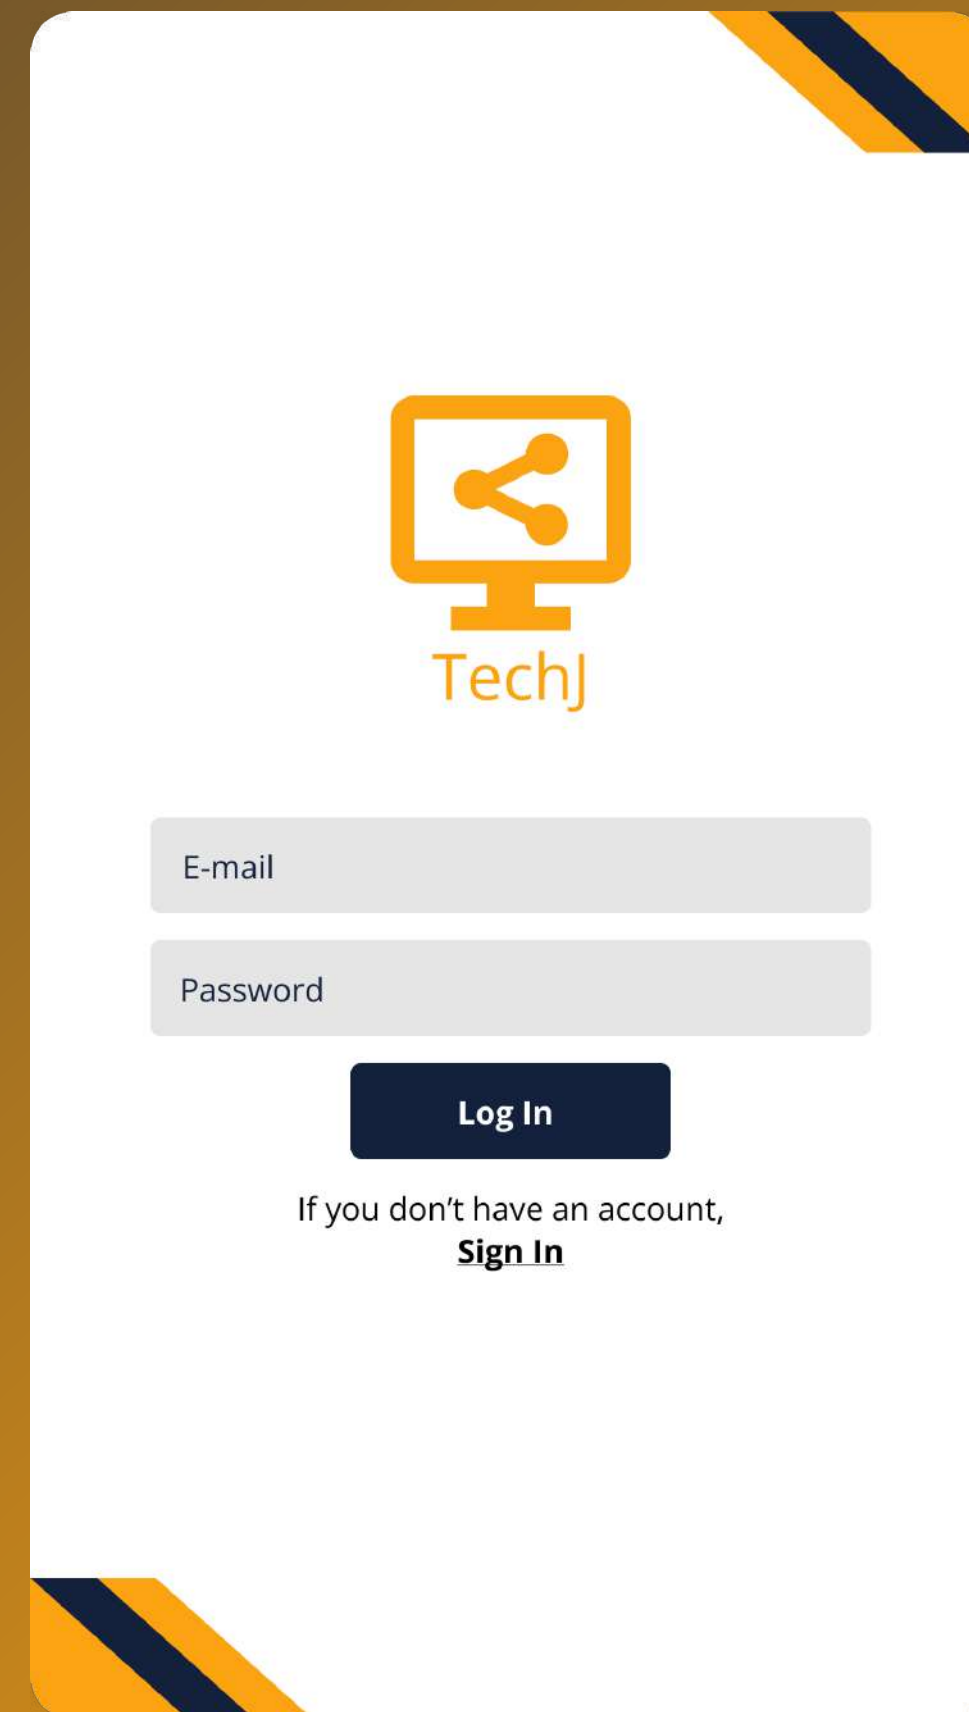 TechJ
E-mail
Password
Log In
If you don’t have an account,
Sign In